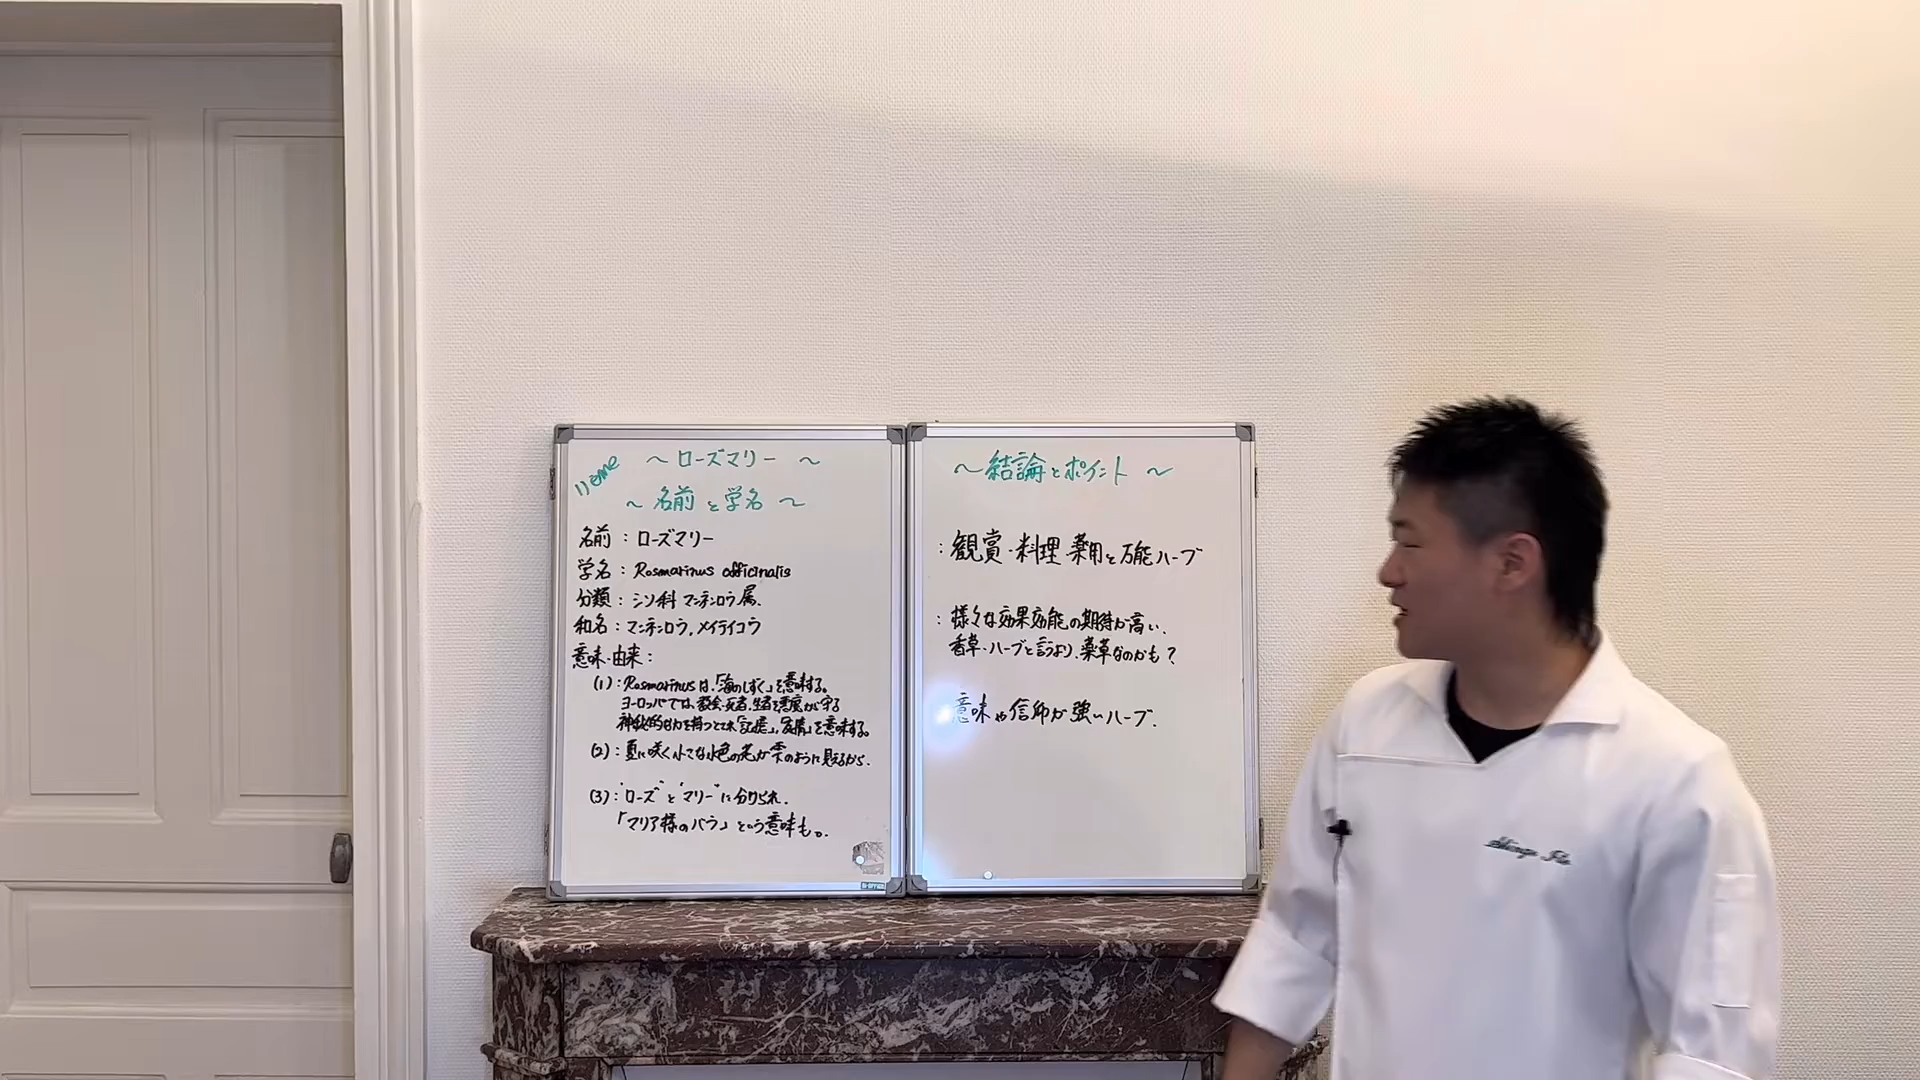 11ème
～ ローズマリー ～
～ 名前 と 学名 ～
名前 : ローズマリー
学名 : Rosmarinus officinalis
分類 : シソ科 マンネンロウ属.
和名 : マンネンロウ, メイテイコウ
意味・由来 :
(1) : Rosmarinusは、「海のしずく」を意味する。
ヨーロッパでは、教会・死者、生者を悪魔から守る
神秘的な力を持つとされ「記憶」,「友情」を意味する。
(2) : 夏に咲く小さな水色の花が雫のように見えるから.
(3) : "ローズ"と"マリー"に分けられ.
「マリア様のバラ」という意味も。
～ 結論とポイント ～
: 観賞・料理 薬用と万能ハーブ
: 様々な効果効能の期待が高い.
香草・ハーブと言うより、薬草なのかも?
意味や信仰が強いハーブ.